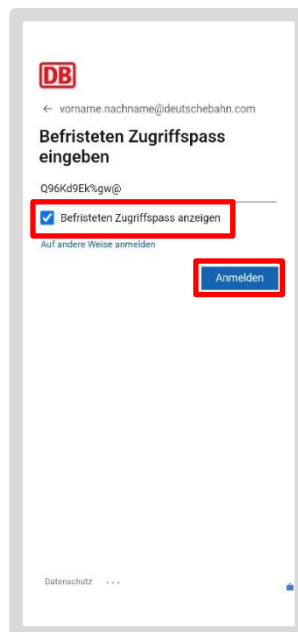 DB
← vorname.nachname@deutschebahn.com
Befristeten Zugriffspass
eingeben
Q96Kd9Ek%gw@
Befristeten Zugriffspass anzeigen
Auf andere Weise anmelden
Anmelden
Datenschutz ...